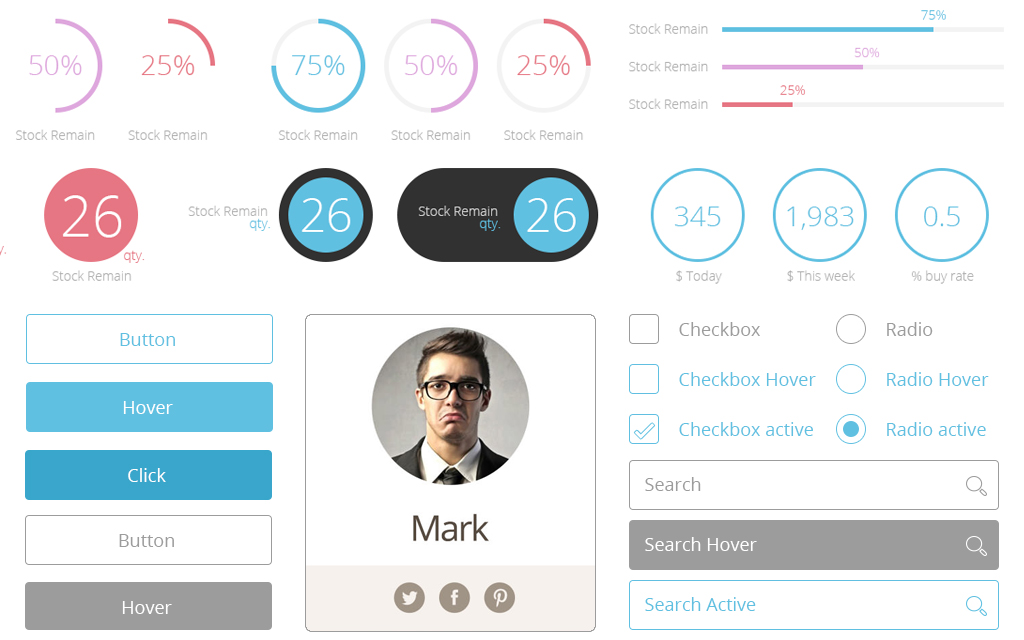 50%
25%
75%
50%
25%
Stock Remain
Stock Remain
Stock Remain
Stock Remain
Stock Remain
75%
Stock Remain
50%
Stock Remain
25%
Stock Remain
y.
26
qty.
Stock Remain
Stock Remain
qty.
26
Stock Remain
qty.
26
345
$ Today
1,983
$ This week
0.5
% buy rate
Button
Hover
Click
Button
Hover
Mark
Checkbox
Radio
Checkbox Hover
Radio Hover
Checkbox active
Radio active
Search
Search Hover
Search Active